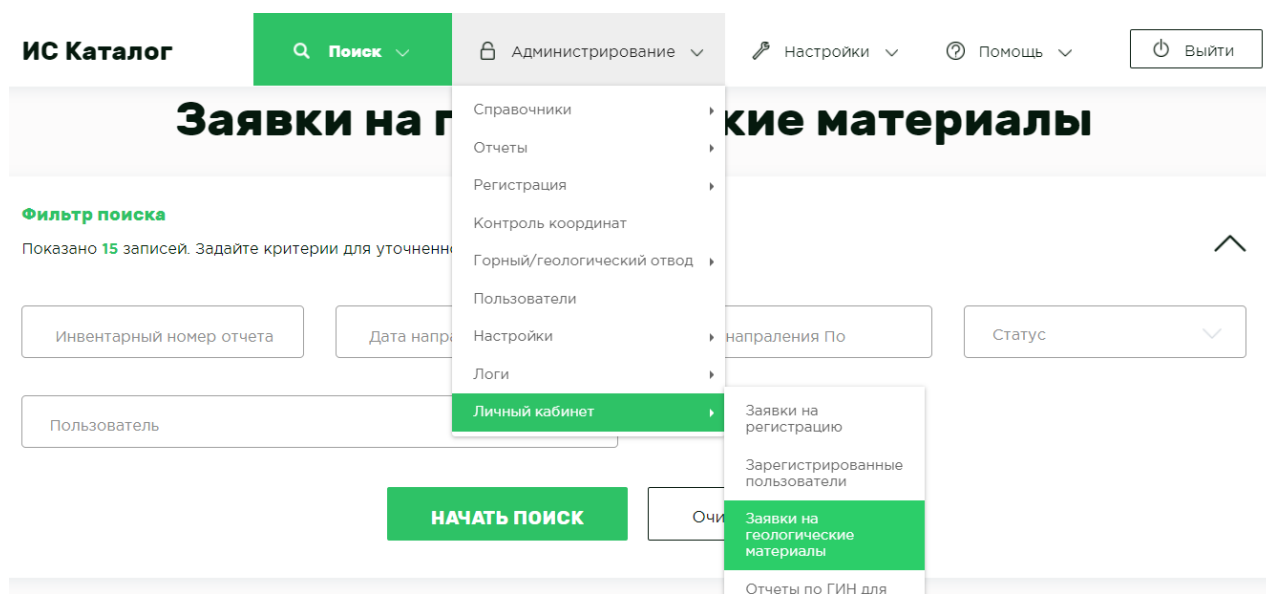 ИС Каталог
Поиск
Администрирование
Настройки
Помощь
Выйти
Заявки на г
кие материалы
Справочники
Отчеты
Регистрация
Контроль координат
Горный/геологический отвод
Пользователи
Настройки
Логи
Личный кабинет
Заявки на
регистрацию
Зарегистрированные
пользователи
Заявки на
геологические
материалы
Отчеты по ГИН для
Фильтр поиска
Показано 15 записей. Задайте критерии для уточненн
Инвентарный номер отчета
Дата напра
напраления По
Статус
Пользователь
НАЧАТЬ ПОИСК
Очи